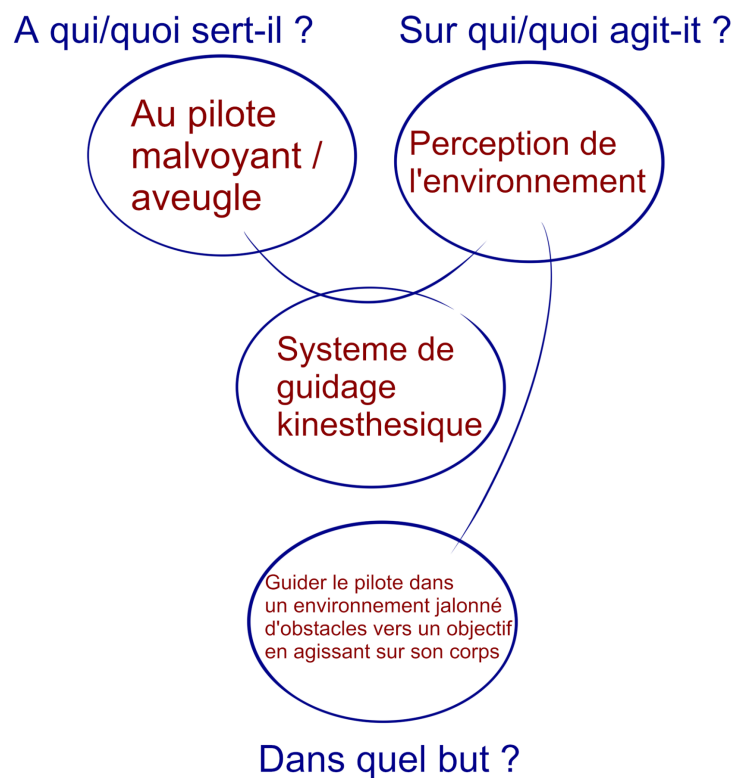 A qui/quoi sert-il ?
Sur qui/quoi agit-it ?
Au pilote
malvoyant /
aveugle
Perception de
l'environnement
Systeme de
guidage
kinesthesique
Guider le pilote dans
un environnement jalonné
d'obstacles vers un objectif
en agissant sur son corps
Dans quel but ?